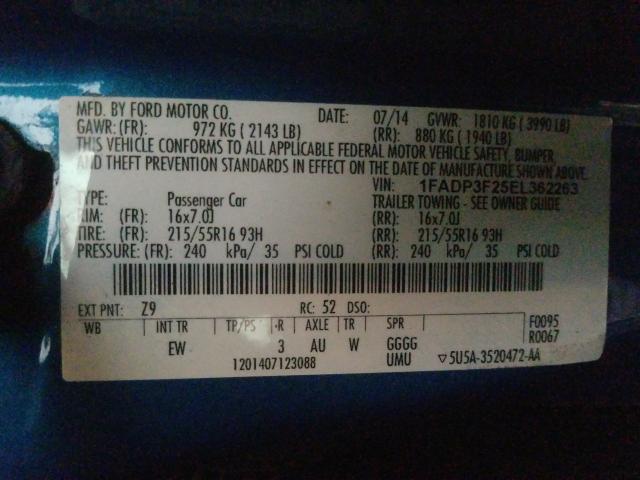 MFD. BY FORD MOTOR CO. DATE: 07/14 GVWR: 1810 KG ( 3990 LB)
GAWR: (FR): 972 KG ( 2143 LB) (RR): 880 KG ( 1940 LB)
THIS VEHICLE CONFORMS TO ALL APPLICABLE FEDERAL MOTOR VEHICLE SAFETY, BUMPER,
AND THEFT PREVENTION STANDARDS IN EFFECT ON THE DATE OF MANUFACTURE SHOWN ABOVE.
VIN: 1FADP3F25EL362263
TYPE: Passenger Car TRAILER TOWING - SEE OWNER GUIDE
RIM: (FR): 16x7.0J (RR): 16x7.0J
TIRE: (FR): 215/55R16 93H (RR): 215/55R16 93H
PRESSURE: (FR): 240 kPa/ 35 PSI COLD (RR): 240 kPa/ 35 PSI COLD
EXT PNT: Z9 RC: 52 DSO:
WB INT TR TP/PS R AXLE TR SPR F0095
R0067
EW 3 AU W GGGG
1201407123088 UMU ▽5U5A-3520472-AA